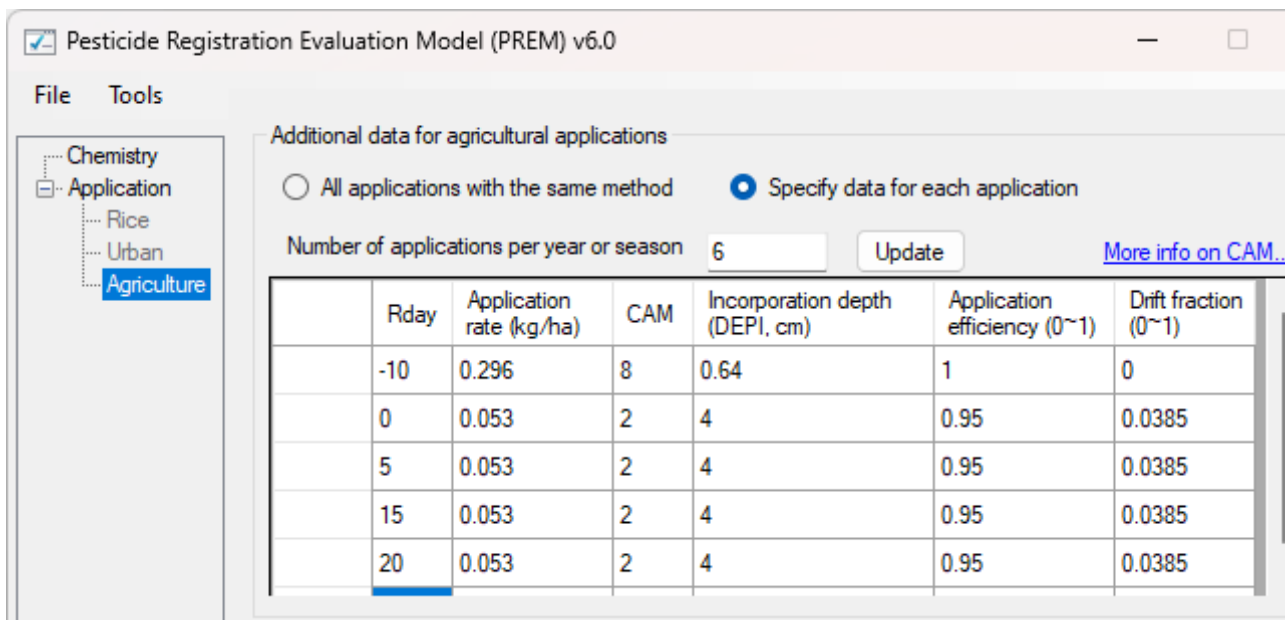 Pesticide Registration Evaluation Model (PREM) v6.0
File Tools
Additional data for agricultural applications
Chemistry
Application
Rice
Urban
Agriculture
All applications with the same method
Specify data for each application
Number of applications per year or season 6 Update More info on CAM..
Rday Application rate (kg/ha) CAM Incorporation depth (DEPI, cm) Application efficiency (0~1) Drift fraction (0~1)
-10 0.296 8 0.64 1 0
0 0.053 2 4 0.95 0.0385
5 0.053 2 4 0.95 0.0385
15 0.053 2 4 0.95 0.0385
20 0.053 2 4 0.95 0.0385